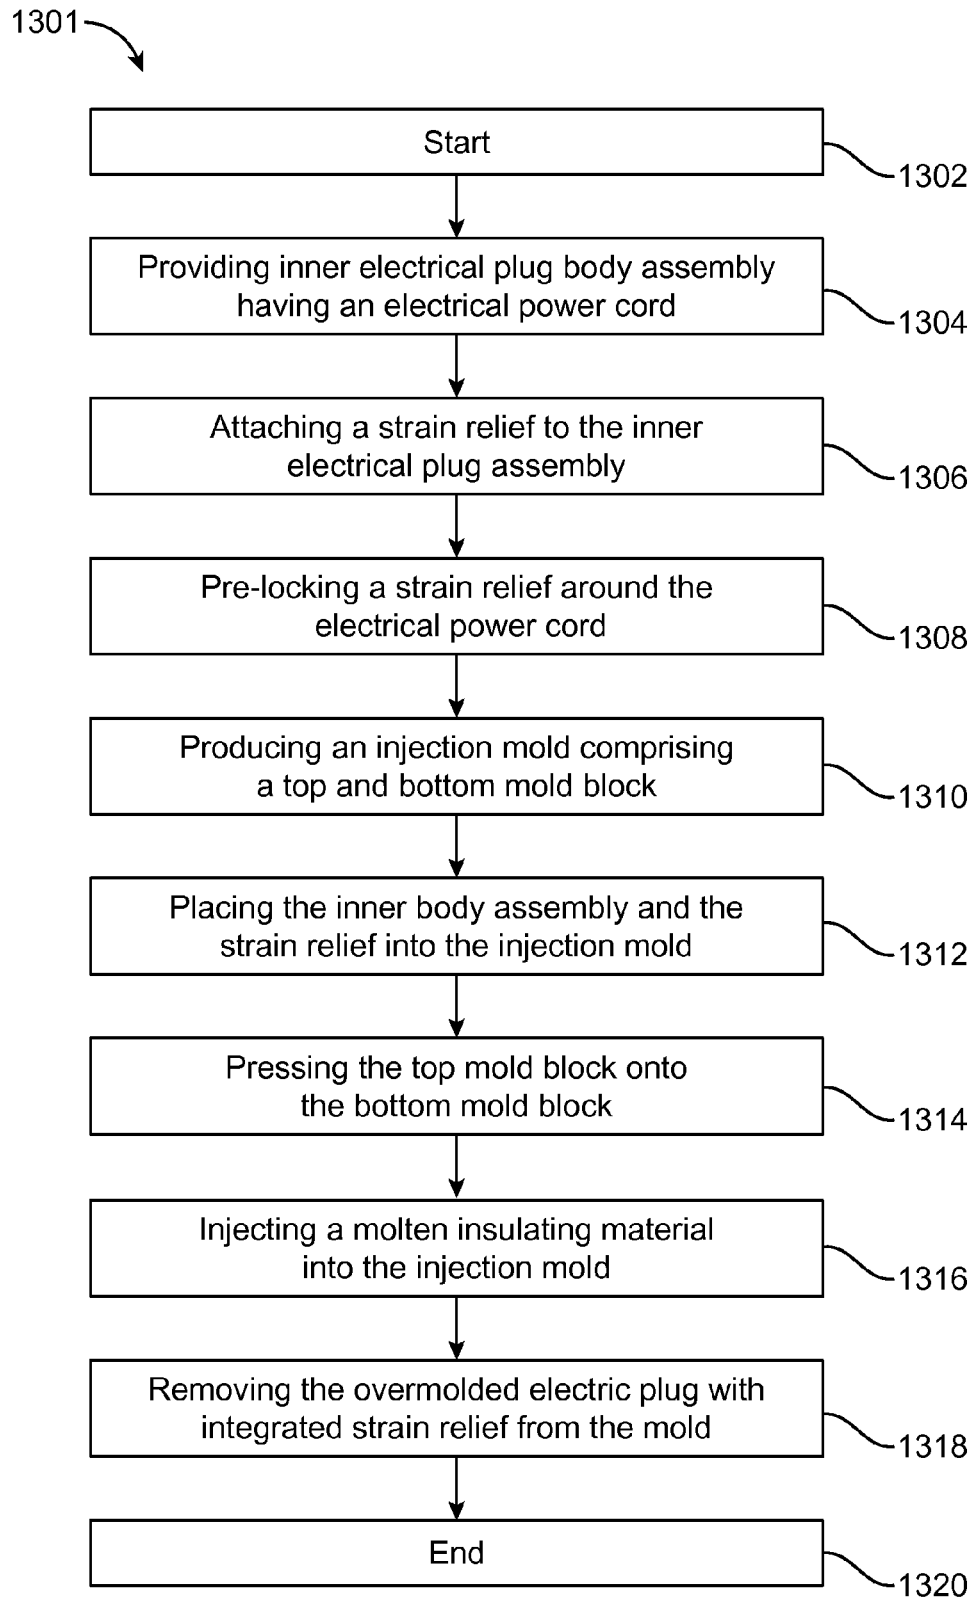 1301
Start
1302
Providing inner electrical plug body assembly
having an electrical power cord
1304
Attaching a strain relief to the inner
electrical plug assembly
1306
Pre-locking a strain relief around the
electrical power cord
1308
Producing an injection mold comprising
a top and bottom mold block
1310
Placing the inner body assembly and the
strain relief into the injection mold
1312
Pressing the top mold block onto
the bottom mold block
1314
Injecting a molten insulating material
into the injection mold
1316
Removing the overmolded electric plug with
integrated strain relief from the mold
1318
End
1320